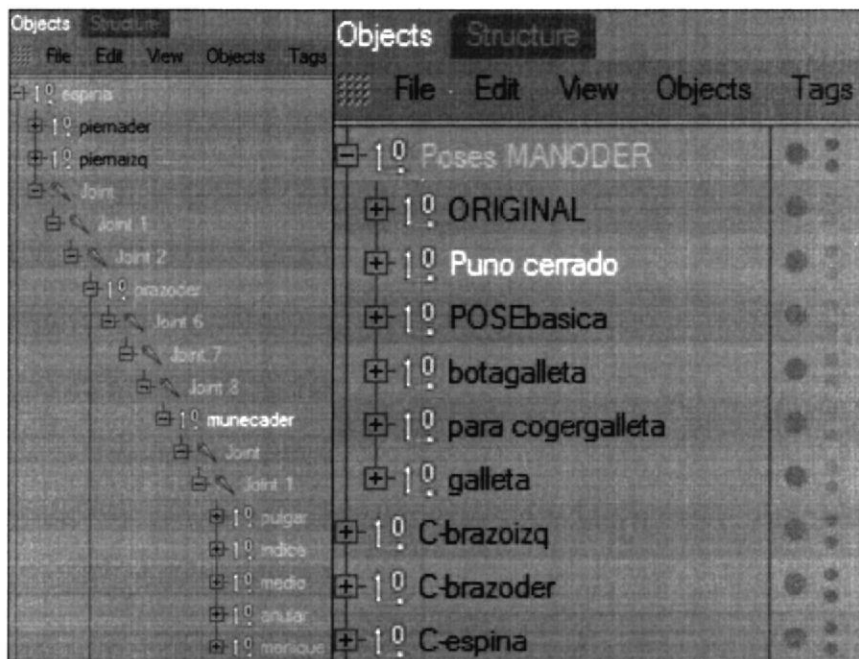 Objects Structure
File Edit View Objects Tags
espina
piernader
piernaizq
Joint
Joint 1
Joint 2
brazoder
Joint 6
Joint 7
Joint 8
munecader
Joint
Joint 1
pulgar
indice
medio
anular
menique
Objects Structure
File Edit View Objects Tags
Poses MANODER
ORIGINAL
Puno cerrado
POSEbasica
botagalleta
para cogergalleta
galleta
C-brazoizq
C-brazoder
C-espina